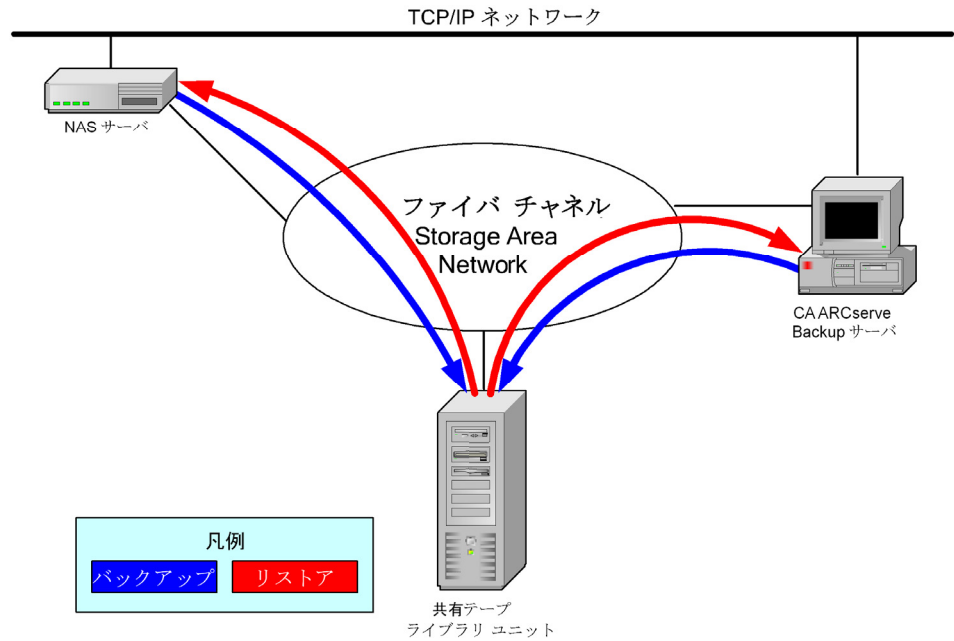 TCP/IP ネットワーク
NAS サーバ
ファイバ チャネル
Storage Area
Network
CA ARCserve
Backup サーバ
凡例
バックアップ
リストア
共有テープ
ライブラリ ユニット